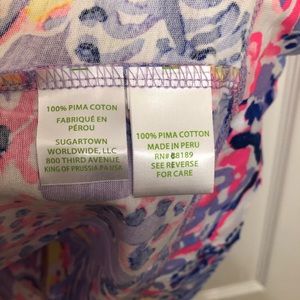 100% PIMA COTON
FABRIQUÉ EN
PÉROU
SUGARTOWN
WORLDWIDE, LLC
800 THIRD AVENUE
KING OF PRUSSIA, PA USA
100% PIMA COTTON
MADE IN PERU
RN# 88189
SEE REVERSE
FOR CARE